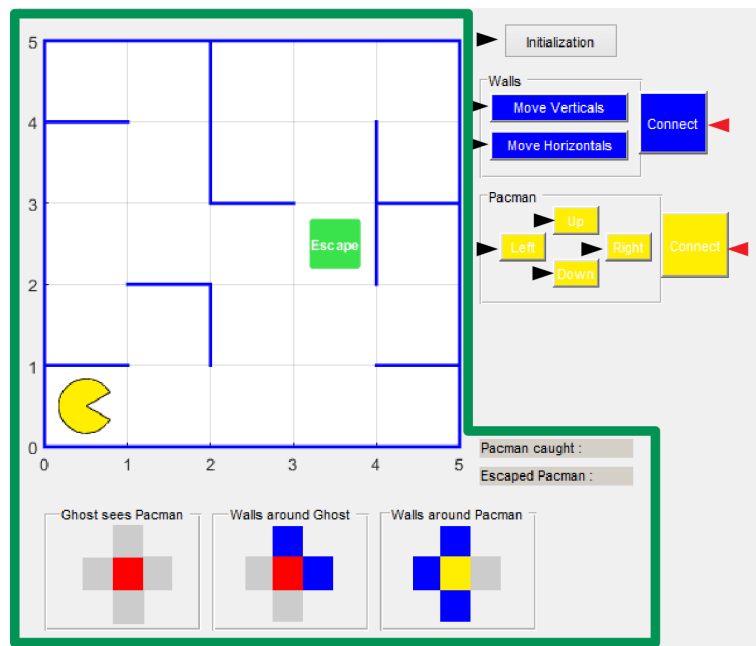 5
Initialization
Walls
Move Verticals
4
Connect
Move Horizontals
Pacman
3
Up
Escape
Left
Right
Connect
Down
2
1
0
Pacman caught :
0 1 2 3 4 5
Escaped Pacman :
Ghost sees Pacman
Walls around Ghost
Walls around Pacman